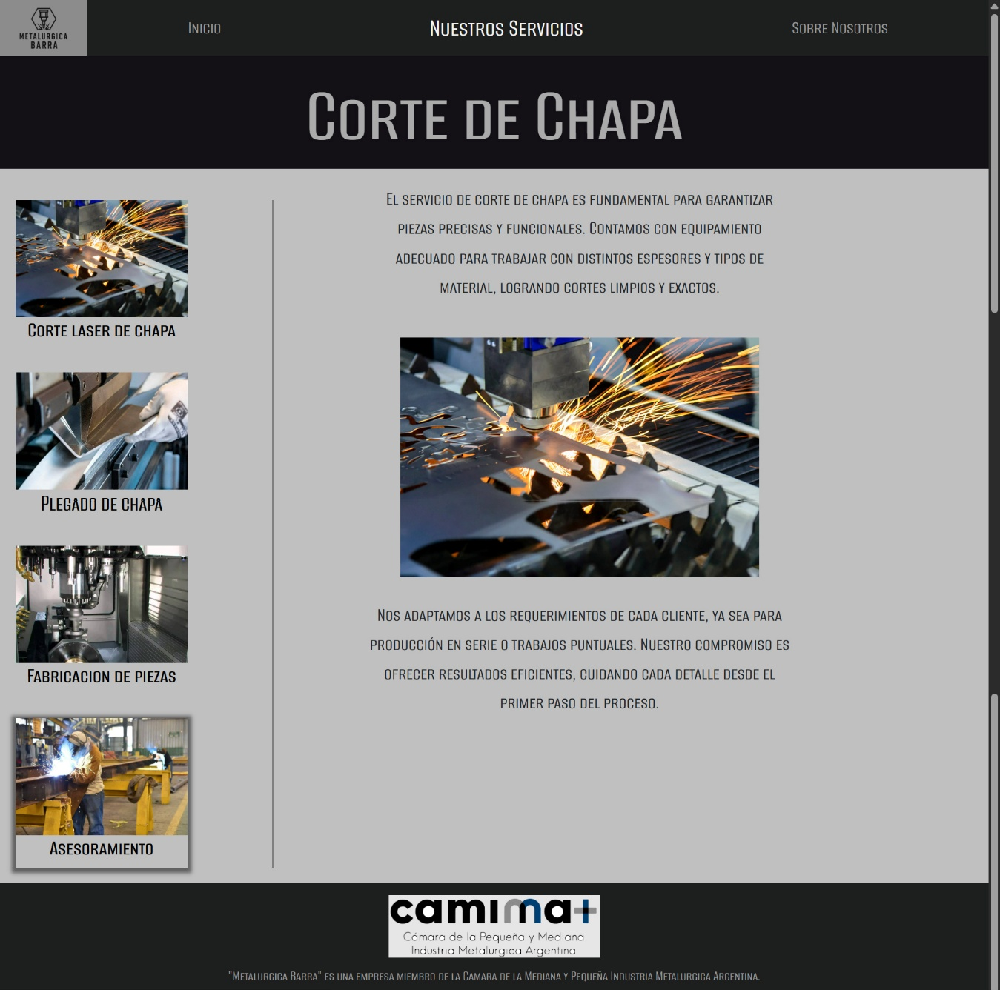 METALURGICA
BARRA
Inicio
Nuestros Servicios
Sobre Nosotros
Corte de Chapa
Corte laser de chapa
Plegado de chapa
Fabricacion de piezas
Asesoramiento
El servicio de corte de chapa es fundamental para garantizar
piezas precisas y funcionales. Contamos con equipamiento
adecuado para trabajar con distintos espesores y tipos de
material, logrando cortes limpios y exactos.
Nos adaptamos a los requerimientos de cada cliente, ya sea para
producción en serie o trabajos puntuales. Nuestro compromiso es
ofrecer resultados eficientes, cuidando cada detalle desde el
primer paso del proceso.
camima+
Cámara de la Pequeña y Mediana
Industria Metalurgica Argentina
"Metalurgica Barra" es una empresa miembro de la Camara de la Mediana y Pequeña Industria Metalurgica Argentina.